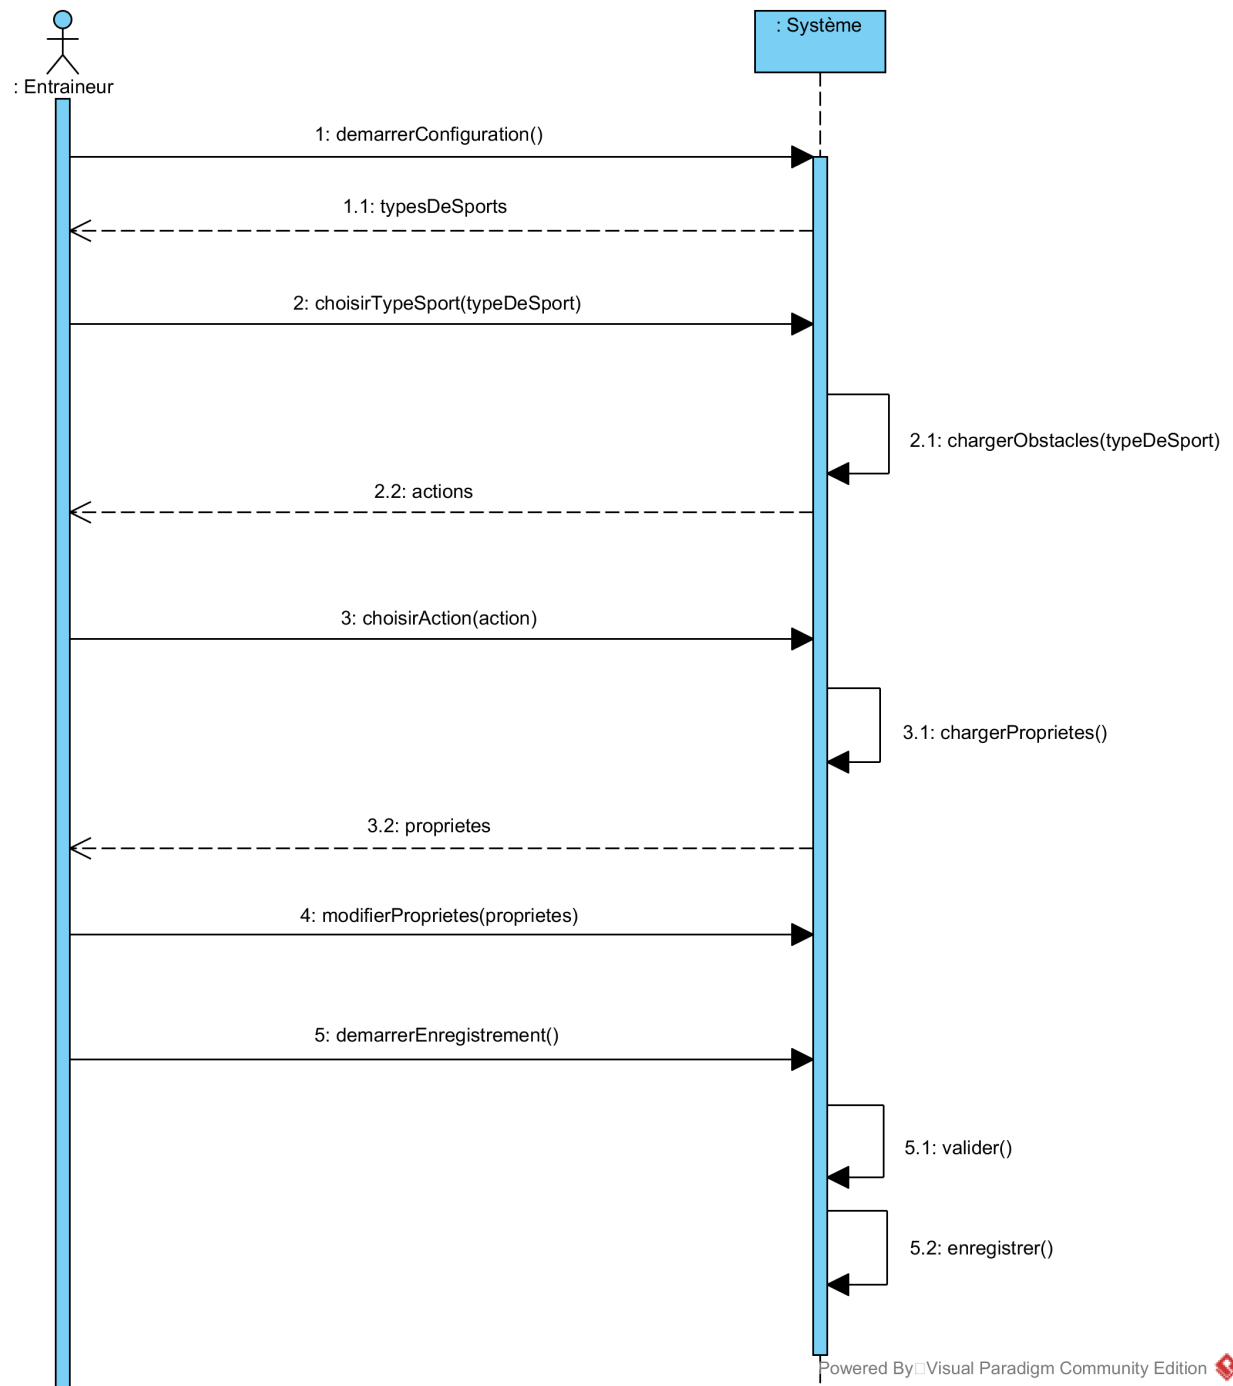 : Système
: Entraineur
1: demarrerConfiguration()
1.1: typesDeSports
2: choisirTypeSport(typeDeSport)
2.1: chargerObstacles(typeDeSport)
2.2: actions
3: choisirAction(action)
3.1: chargerProprietes()
3.2: proprietes
4: modifierProprietes(proprietes)
5: demarrerEnregistrement()
5.1: valider()
5.2: enregistrer()
Powered By Visual Paradigm Community Edition